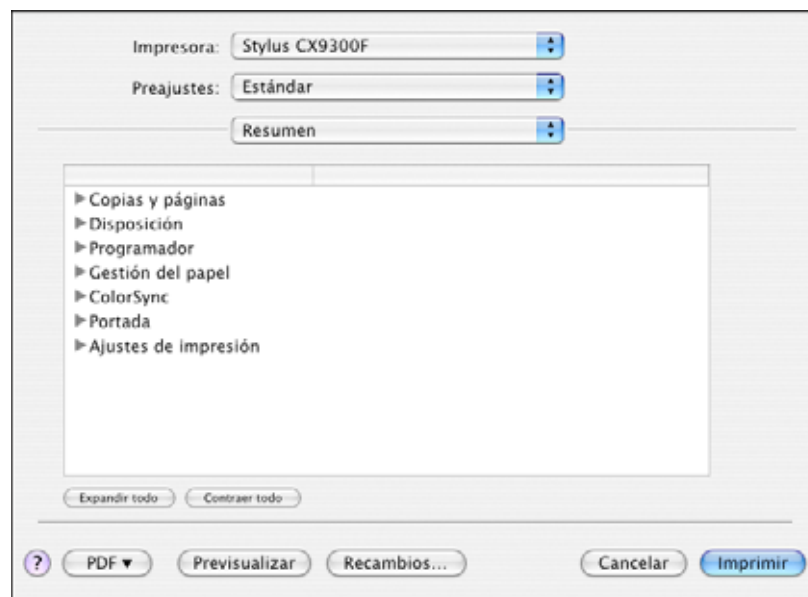 Impresora: Stylus CX9300F
Preajustes: Estándar
Resumen
Copias y páginas
Disposición
Programador
Gestión del papel
ColorSync
Portada
Ajustes de impresión
Expandir todo Contraer todo
? PDF Previsualizar Recambios... Cancelar Imprimir